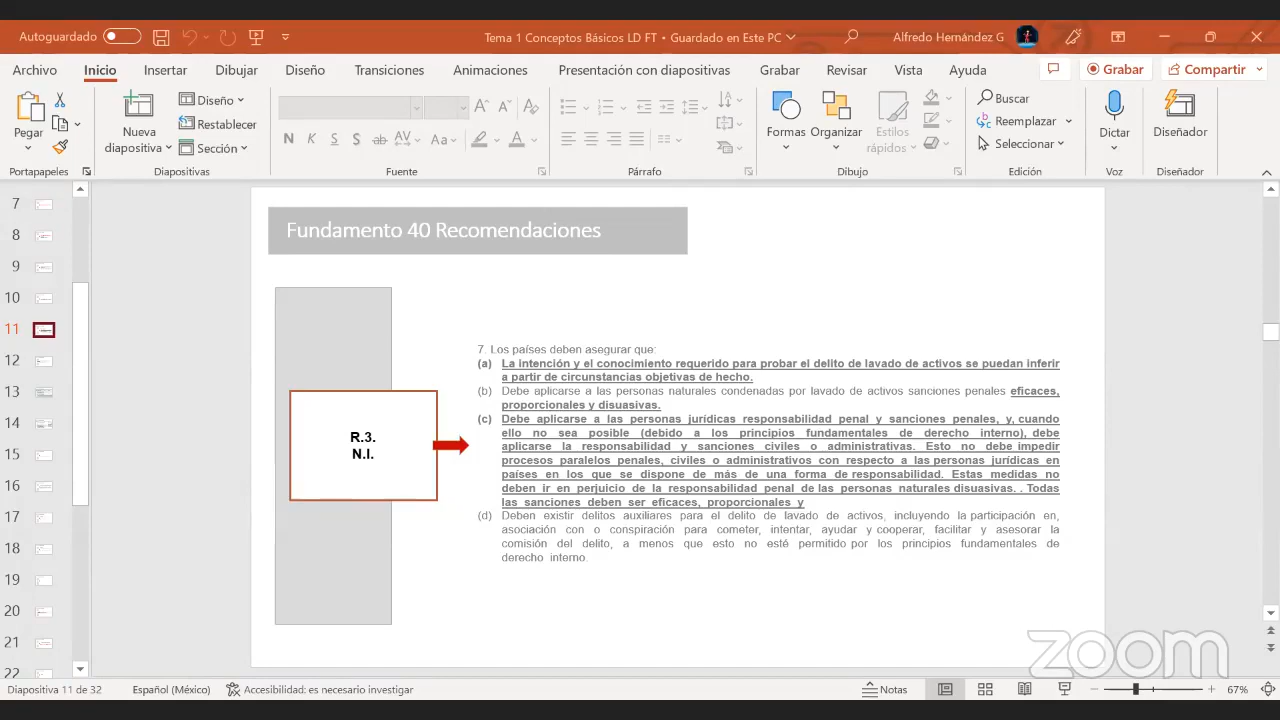 Autoguardado
Tema 1 Conceptos Básicos LD FT • Guardado en Este PC
Alfredo Hernández G
Archivo Inicio Insertar Dibujar Diseño Transiciones Animaciones Presentación con diapositivas Grabar Revisar Vista Ayuda Grabar Compartir
Pegar
Portapapeles
Nueva
diapositiva
Diseño
Restablecer
Sección
Diapositivas
N K S S ab AV Aa A
Fuente
Párrafo
Formas
Organizar
Estilos
rápidos
Dibujo
Buscar
Reemplazar
Seleccionar
Edición
Dictar
Voz
Diseñador
Diseñador
7
8
9
10
11
12
13
14
15
16
17
18
19
20
21
22
Fundamento 40 Recomendaciones
R.3.
N.I.
7. Los países deben asegurar que:
(a) La intención y el conocimiento requerido para probar el delito de lavado de activos se puedan inferir
a partir de circunstancias objetivas de hecho.
(b) Debe aplicarse a las personas naturales condenadas por lavado de activos sanciones penales eficaces,
proporcionales y disuasivas.
(c) Debe aplicarse a las personas jurídicas responsabilidad penal y sanciones penales, y, cuando
ello no sea posible (debido a los principios fundamentales de derecho interno), debe
aplicarse la responsabilidad y sanciones civiles o administrativas. Esto no debe impedir
procesos paralelos penales, civiles o administrativos con respecto a las personas jurídicas en
países en los que se dispone de más de una forma de responsabilidad. Estas medidas no
deben ir en perjuicio de la responsabilidad penal de las personas naturales disuasivas. . Todas
las sanciones deben ser eficaces, proporcionales y
(d) Deben existir delitos auxiliares para el delito de lavado de activos, incluyendo la participación en,
asociación con o conspiración para cometer, intentar, ayudar y cooperar, facilitar y asesorar la
comisión del delito, a menos que esto no esté permitido por los principios fundamentales de
derecho interno.
zoom
Diapositiva 11 de 32 Español (México) Accesibilidad: es necesario investigar Notas 67%